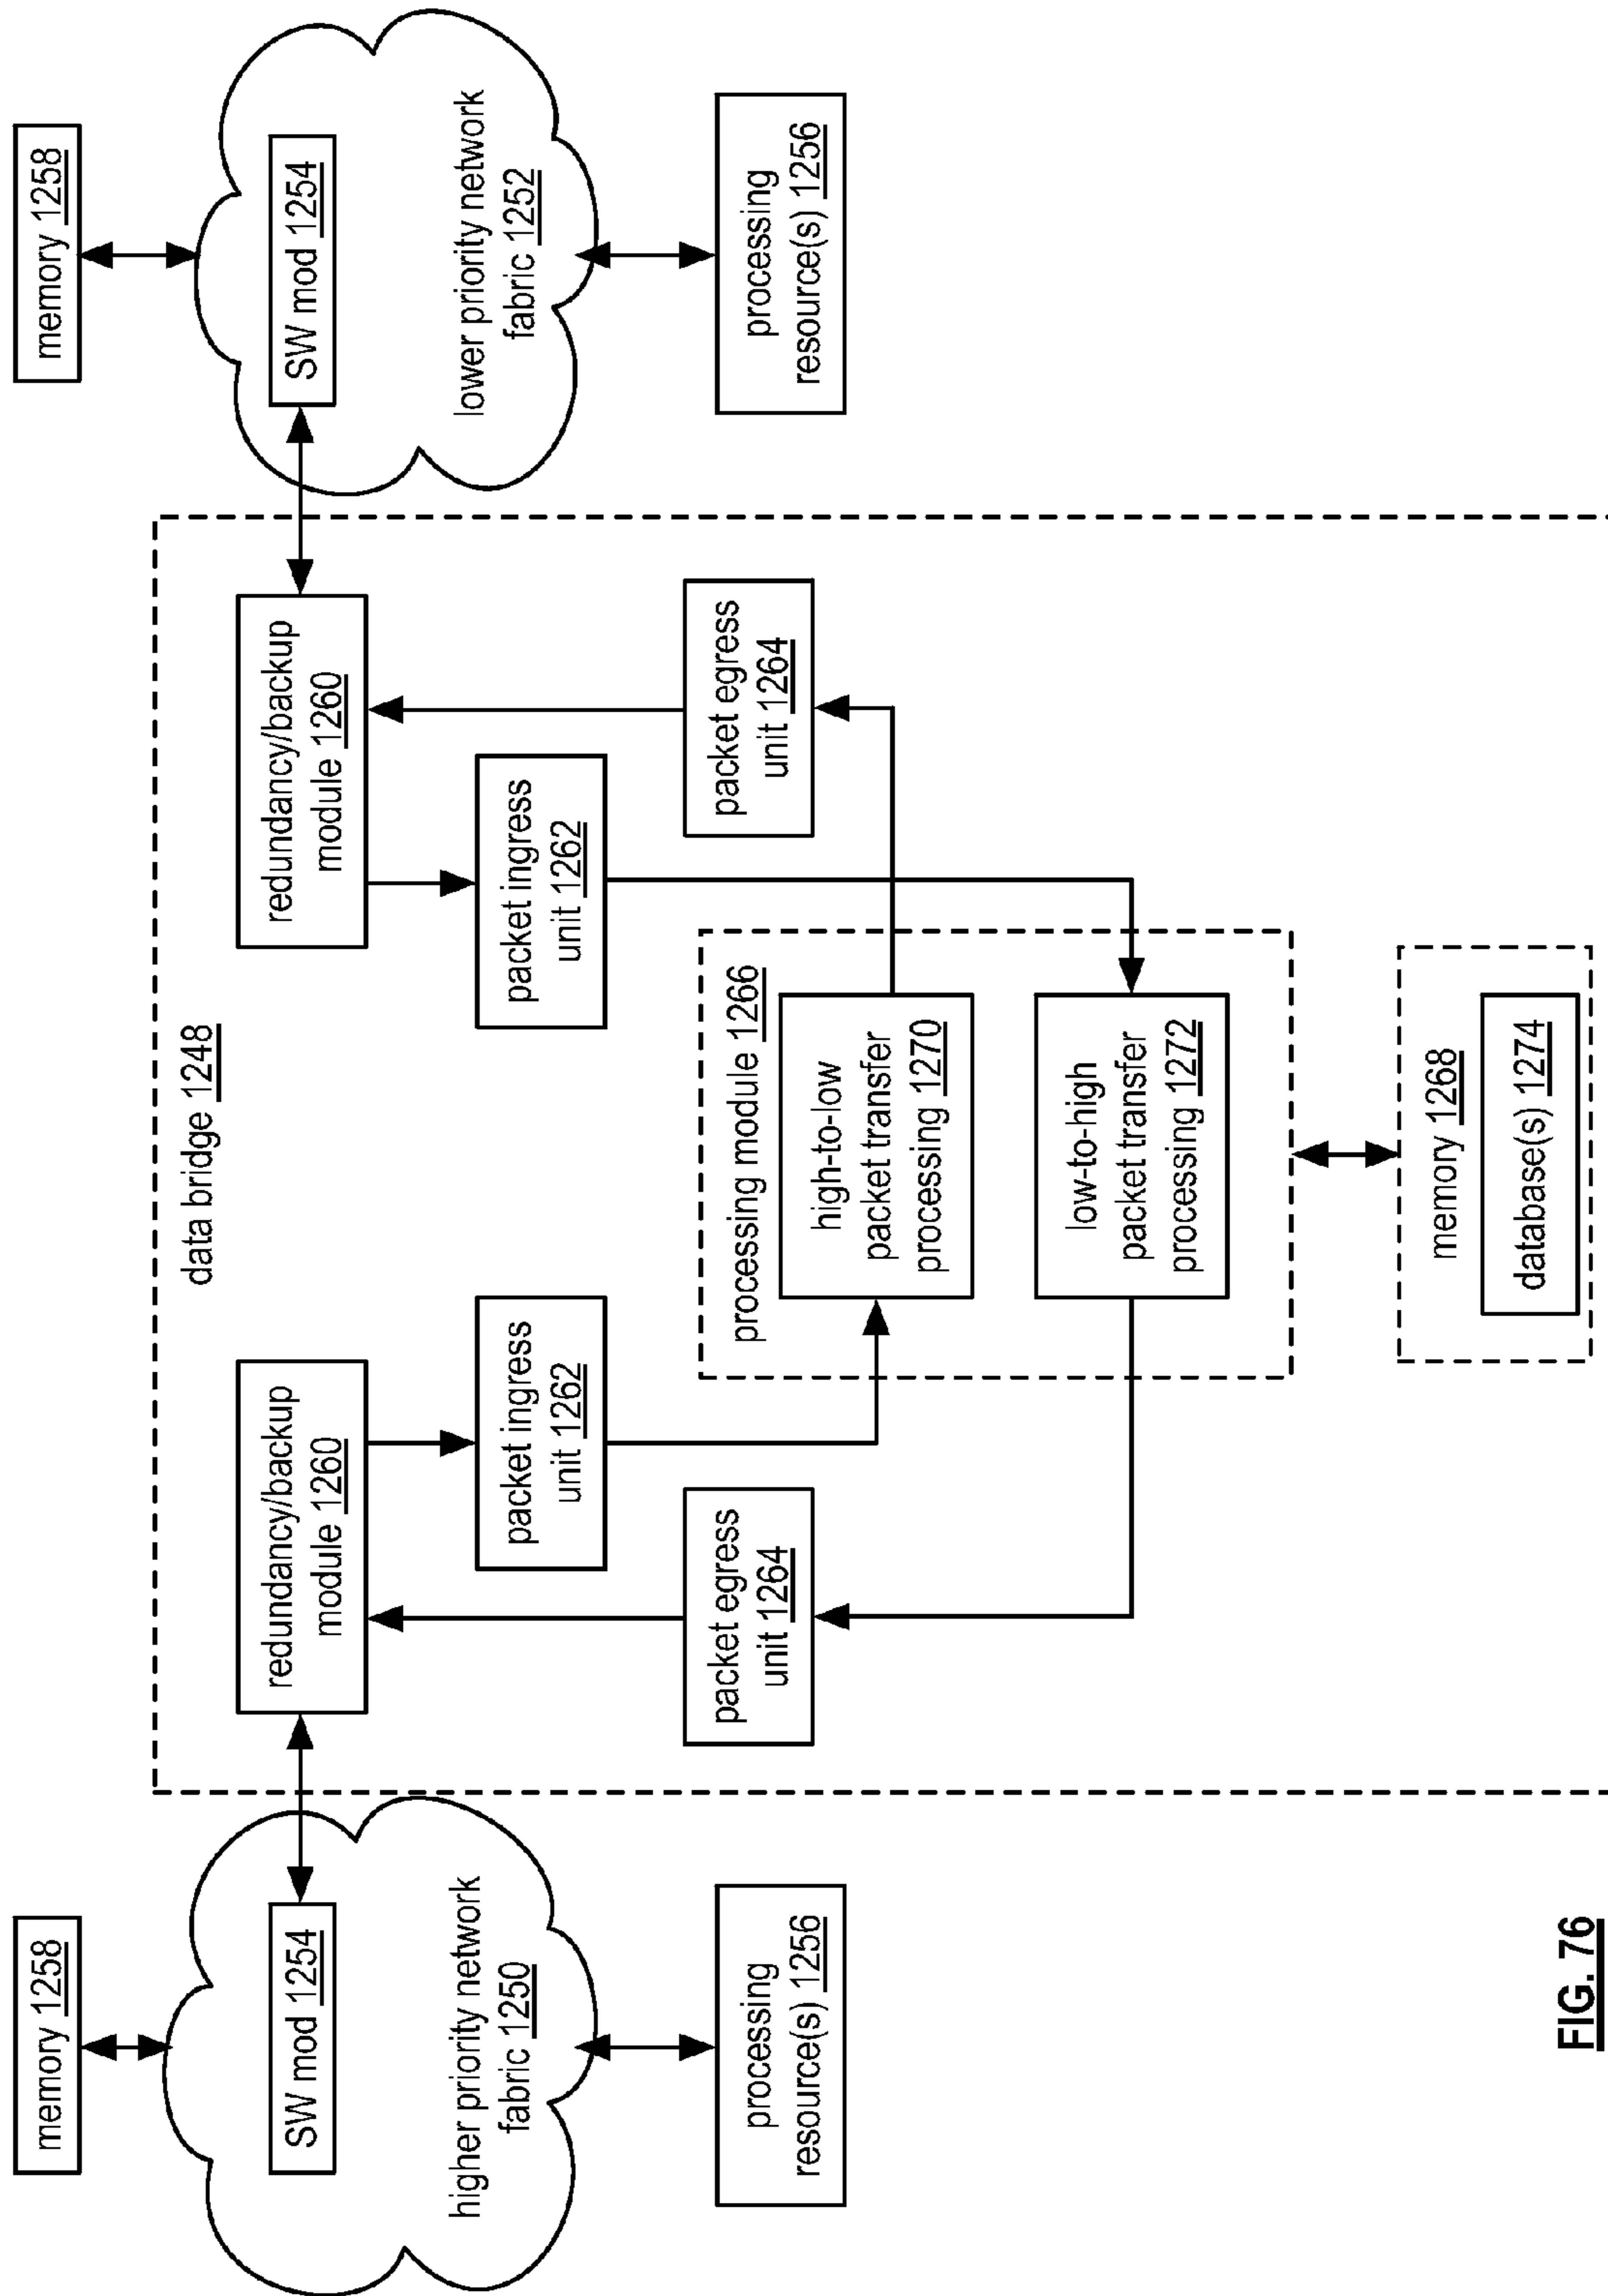 memory 1258
SW mod 1254
higher priority network
fabric 1250
processing
resource(s) 1256
data bridge 1248
redundancy/backup
module 1260
packet ingress
unit 1262
packet egress
unit 1264
redundancy/backup
module 1260
packet ingress
unit 1262
packet egress
unit 1264
processing module 1266
high-to-low
packet transfer
processing 1270
low-to-high
packet transfer
processing 1272
memory 1268
database(s) 1274
memory 1258
SW mod 1254
lower priority network
fabric 1252
processing
resource(s) 1256
FIG. 76